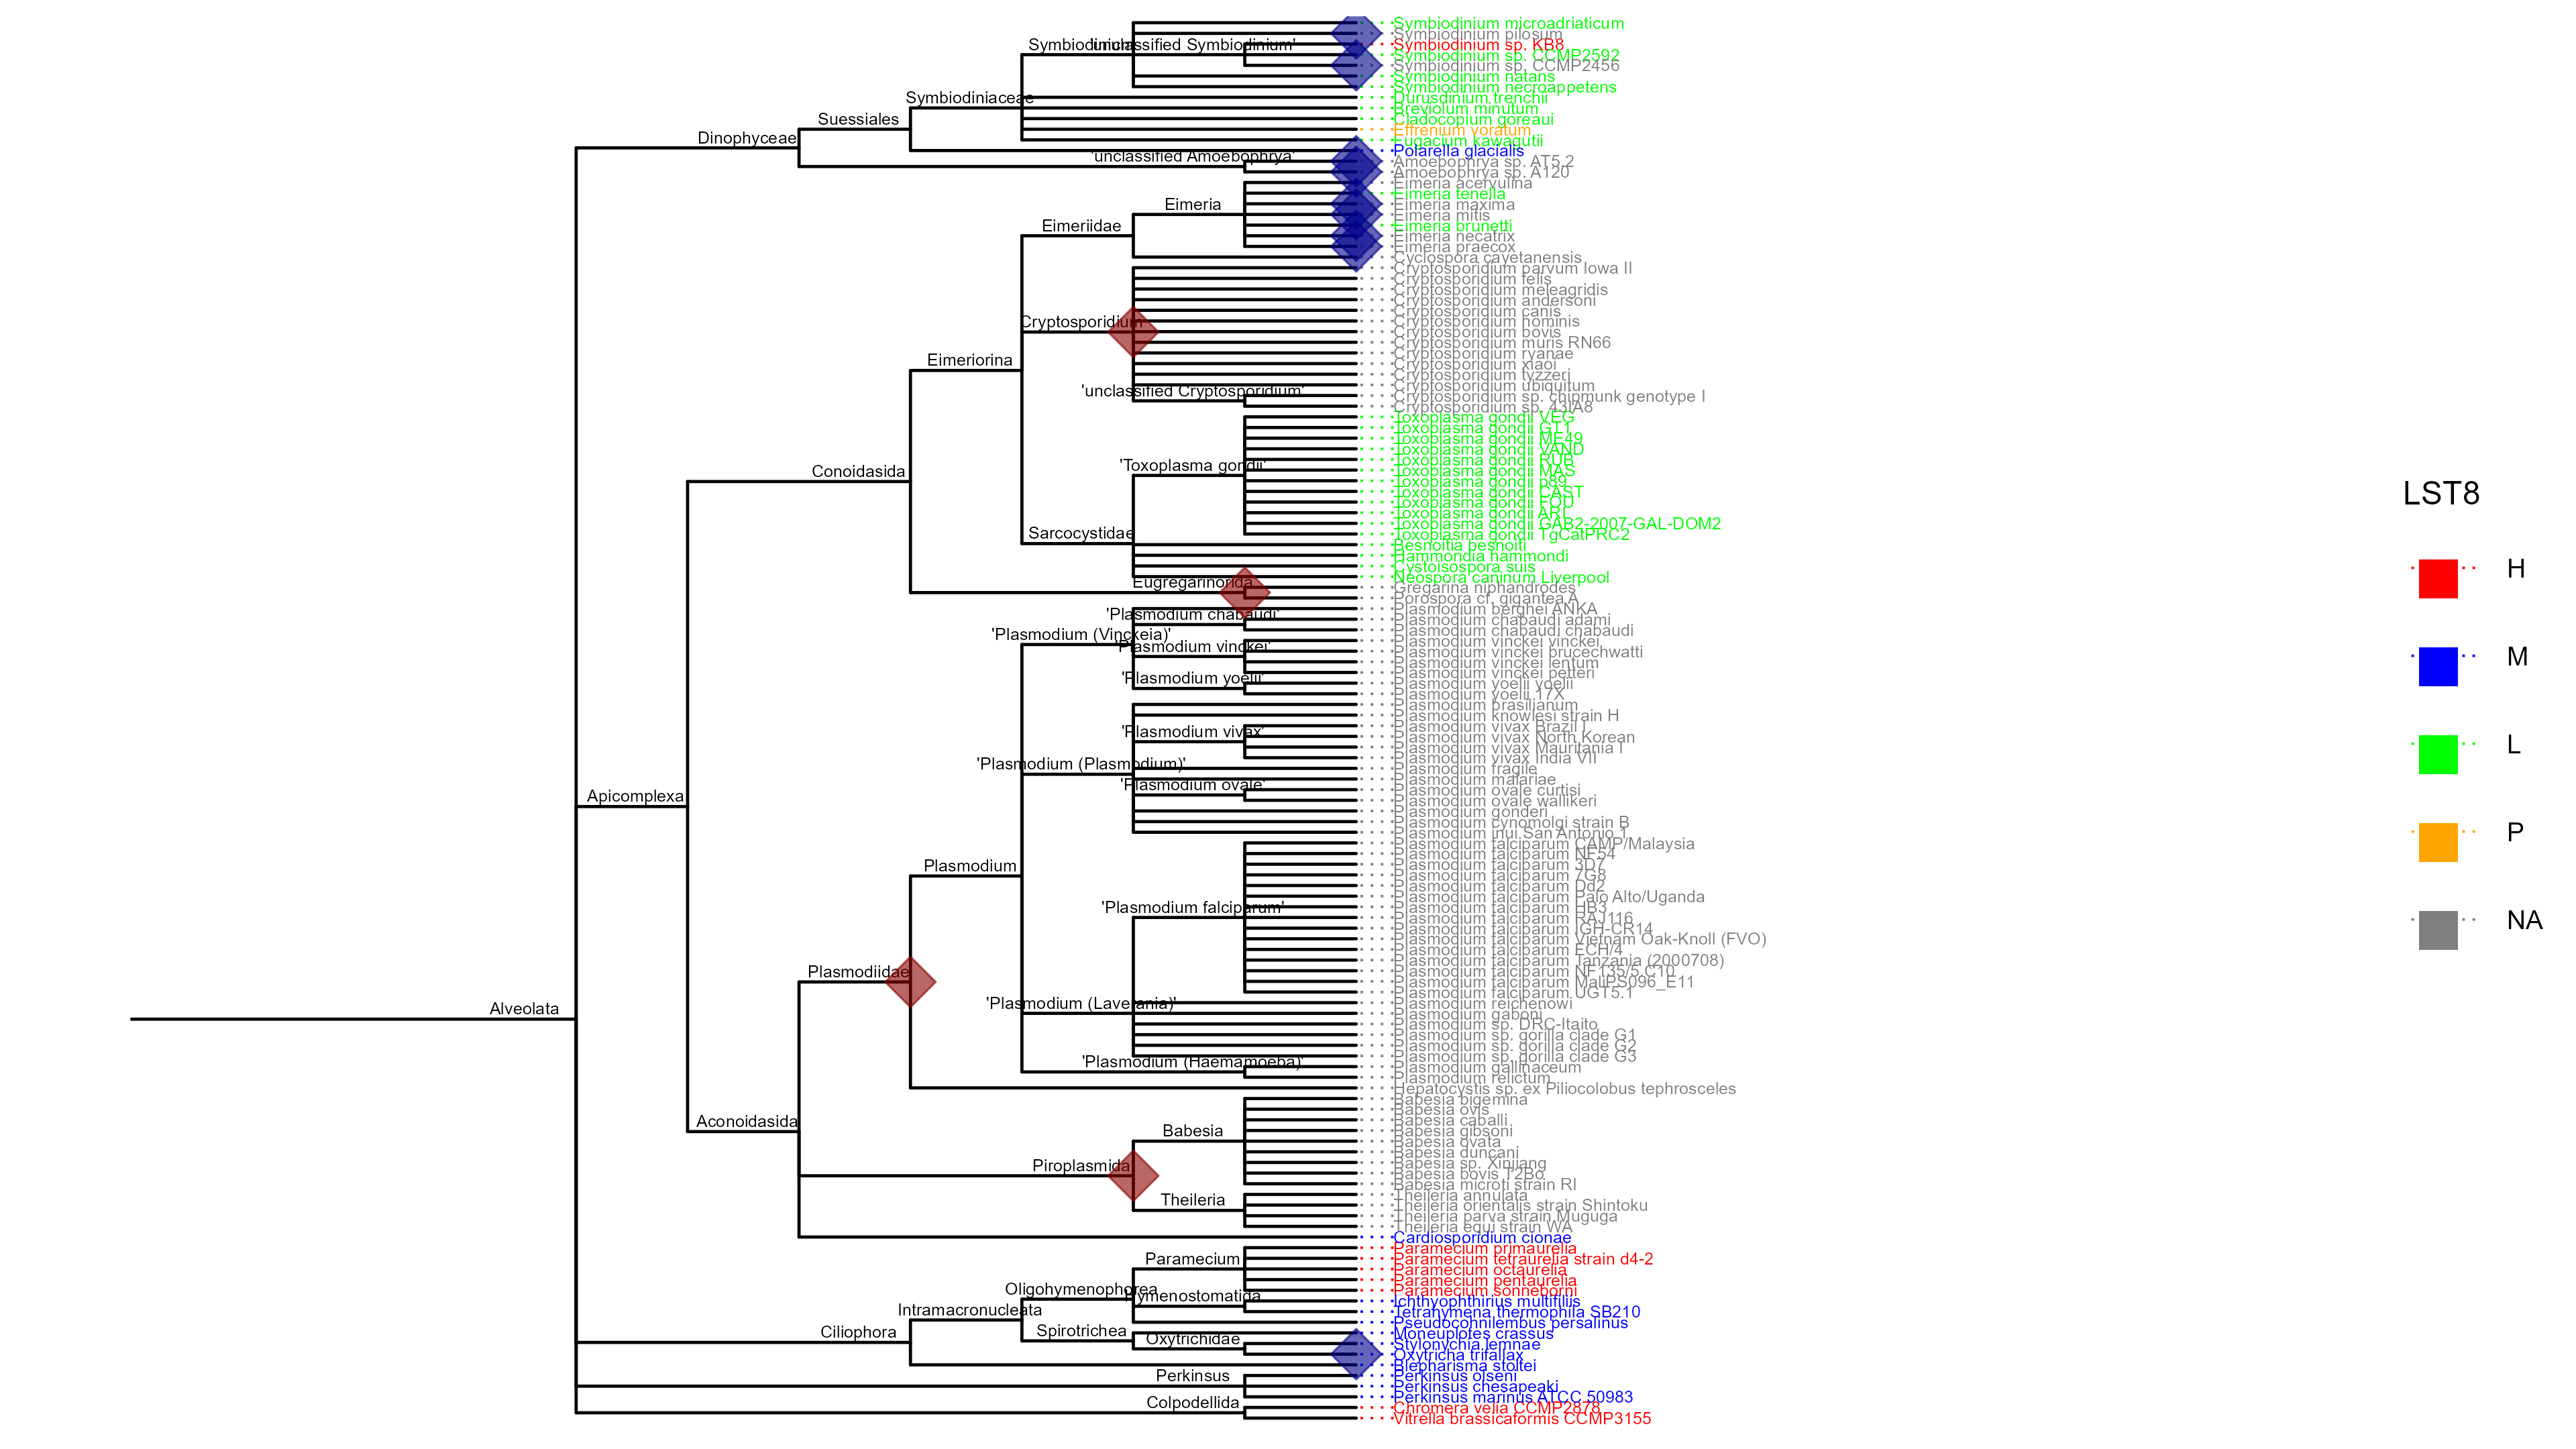 Symbiodinium microadriaticum
Symbiodinium pilosum
Symbiodinium 'unclassified Symbiodinium'
Symbiodinium sp. KB8
Symbiodinium sp. CCMP2592
Symbiodinium sp. CCMP2456
Symbiodinium natans
Symbiodinium necroappetens
Symbiodiniaceae
Durusdinium trenchii
Breviolum minutum
Suessiales
Cladocopium goreaui
Effrenium voratum
Dinophyceae
Fugacium kawagutii
Polarella glacialis
'unclassified Amoebophrya'
Amoebophrya sp. AT5.2
Amoebophrya sp. A120
Eimeria acervulina
Eimeria tenella
Eimeria
Eimeria maxima
Eimeria mitis
Eimeriidae
Eimeria brunetti
Eimeria necatrix
Eimeria praecox
Cyclospora cayetanensis
Cryptosporidium parvum Iowa II
Cryptosporidium felis
Cryptosporidium meleagridis
Cryptosporidium andersoni
Cryptosporidium canis
Cryptosporidium
Cryptosporidium hominis
Cryptosporidium bovis
Cryptosporidium muris RN66
Cryptosporidium ryanae
Eimeriorina
Cryptosporidium xiaoi
Cryptosporidium tyzzeri
Cryptosporidium ubiquitum
'unclassified Cryptosporidium'
Cryptosporidium sp. chipmunk genotype I
Cryptosporidium sp. 43IA8
Toxoplasma gondii VEG
Toxoplasma gondii GT1
Toxoplasma gondii ME49
Toxoplasma gondii VAND
Toxoplasma gondii RUB
'Toxoplasma gondii'
Conoidasida
Toxoplasma gondii MAS
Toxoplasma gondii p89
Toxoplasma gondii CAST
Toxoplasma gondii FOU
Toxoplasma gondii ARI
Toxoplasma gondii GAB2-2007-GAL-DOM2
Sarcocystidae
Toxoplasma gondii TgCatPRC2
Besnoitia besnoiti
Hammondia hammondi
Cystoisospora suis
Neospora caninum Liverpool
Eugregarinorida
Gregarina niphandrodes
Porospora cf. gigantea A
Plasmodium berghei ANKA
'Plasmodium chabaudi'
Plasmodium chabaudi adami
Plasmodium chabaudi chabaudi
'Plasmodium (Vinckeia)'
Plasmodium vinckei vinckei
'Plasmodium vinckei'
Plasmodium vinckei brucechwatti
Plasmodium vinckei lentum
Plasmodium vinckei petteri
'Plasmodium yoelii'
Plasmodium yoelii yoelii
Plasmodium yoelii 17X
Plasmodium brasilianum
Plasmodium knowlesi strain H
Plasmodium vivax Brazil I
'Plasmodium vivax'
Plasmodium vivax North Korean
Plasmodium vivax Mauritania I
Plasmodium vivax India VII
'Plasmodium (Plasmodium)'
Plasmodium fragile
Plasmodium malariae
'Plasmodium ovale'
Plasmodium ovale curtisi
Apicomplexa
Plasmodium ovale wallikeri
Plasmodium gonderi
Plasmodium cynomolgi strain B
Plasmodium inui San Antonio 1
Plasmodium falciparum CAMP/Malaysia
Plasmodium falciparum NF54
Plasmodium
Plasmodium falciparum 3D7
Plasmodium falciparum 7G8
Plasmodium falciparum Dd2
Plasmodium falciparum Palo Alto/Uganda
'Plasmodium falciparum'
Plasmodium falciparum HB3
Plasmodium falciparum RAJ116
Plasmodium falciparum IGH-CR14
Plasmodium falciparum Vietnam Oak-Knoll (FVO)
Plasmodium falciparum FCH/4
Plasmodium falciparum Tanzania (2000708)
Plasmodiidae
Plasmodium falciparum NF135/5.C10
Plasmodium falciparum MaliPS096_E11
Plasmodium falciparum UGT5.1
'Plasmodium (Laverania)'
Plasmodium reichenowi
Alveolata
Plasmodium gaboni
Plasmodium sp. DRC-Itaito
Plasmodium sp. gorilla clade G1
Plasmodium sp. gorilla clade G2
Plasmodium sp. gorilla clade G3
'Plasmodium (Haemamoeba)'
Plasmodium gallinaceum
Plasmodium relictum
Hepatocystis sp. ex Piliocolobus tephrosceles
Babesia bigemina
Babesia ovis
Aconoidasida
Babesia caballi
Babesia
Babesia gibsoni
Babesia ovata
Babesia duncani
Piroplasmida
Babesia sp. Xinjiang
Babesia bovis T2Bo
Babesia microti strain RI
Theileria annulata
Theileria
Theileria orientalis strain Shintoku
Theileria parva strain Muguga
Theileria equi strain WA
Cardiosporidium cionae
Paramecium primaurelia
Paramecium
Paramecium tetraurelia strain d4-2
Paramecium octaurelia
Paramecium pentaurelia
Oligohymenophorea
Paramecium sonneborni
Hymenostomatida
Ichthyophthirius multifiliis
Intramacronucleata
Tetrahymena thermophila SB210
Pseudocohnilembus persalinus
Ciliophora
Spirotrichea
Moneuplotes crassus
Oxytrichidae
Stylonychia lemnae
Oxytricha trifallax
Blepharisma stoltei
Perkinsus
Perkinsus olseni
Perkinsus chesapeaki
Perkinsus marinus ATCC 50983
Colpodellida
Chromera velia CCMP2878
Vitrella brassicaformis CCMP3155
LST8
H
M
L
P
NA